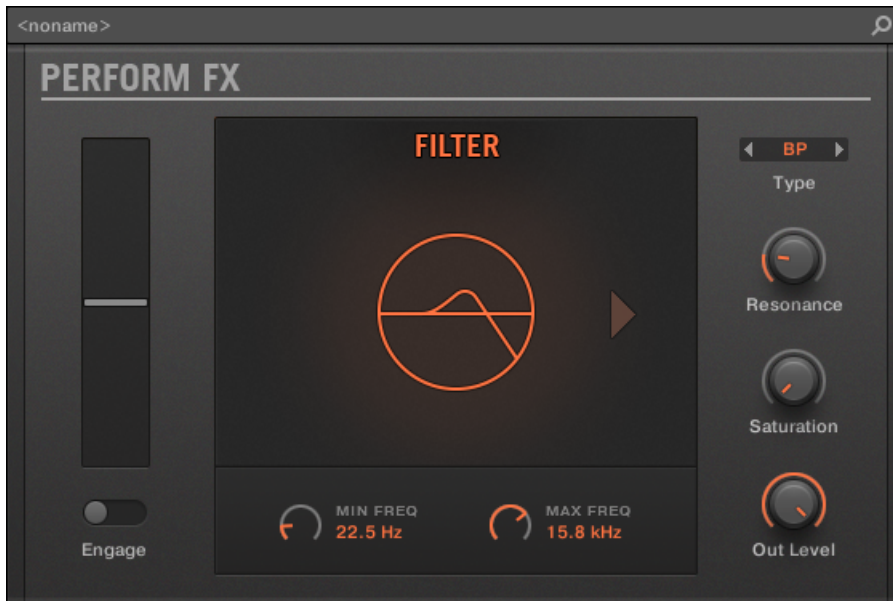 <noname>
PERFORM FX
FILTER
BP
Type
Resonance
Saturation
MIN FREQ
22.5 Hz
MAX FREQ
15.8 kHz
Engage
Out Level